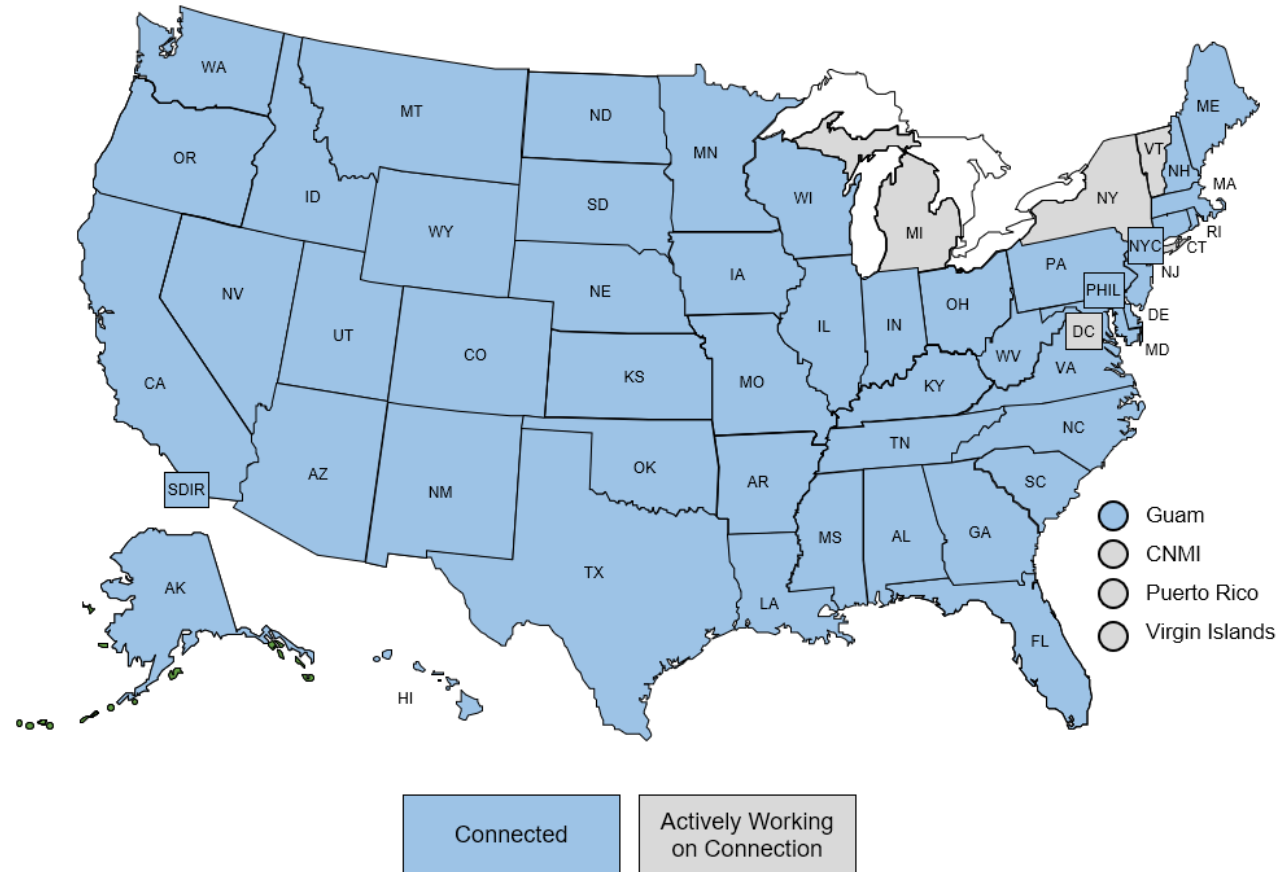 WA
MT
ND
MN
ME
OR
ID
SD
WI
VT
NH
MA
NY
WY
MI
RI
NYC
CT
NV
NE
IA
PA
NJ
UT
CO
IL
IN
OH
PHIL
DE
DC
MD
CA
KS
MO
WV
VA
KY
NC
TN
AZ
NM
OK
AR
SC
SDIR
MS
AL
GA
Guam
CNMI
Puerto Rico
Virgin Islands
AK
TX
LA
FL
HI
Connected
Actively Working
on Connection